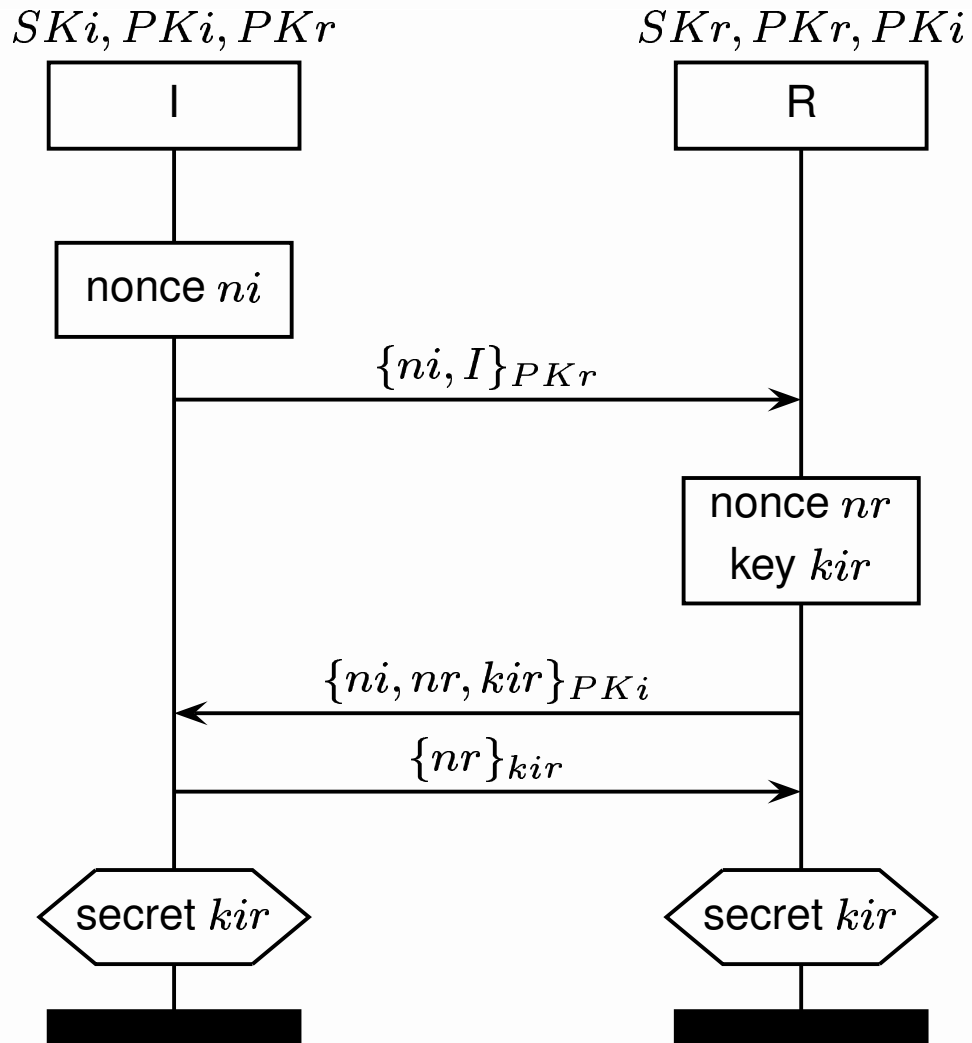 SKi, PKi, PKr
SKr, PKr, PKi
I
R
nonce ni
{ni, I}PKr
nonce nr
key kir
{ni, nr, kir}PKi
{nr}kir
secret kir
secret kir